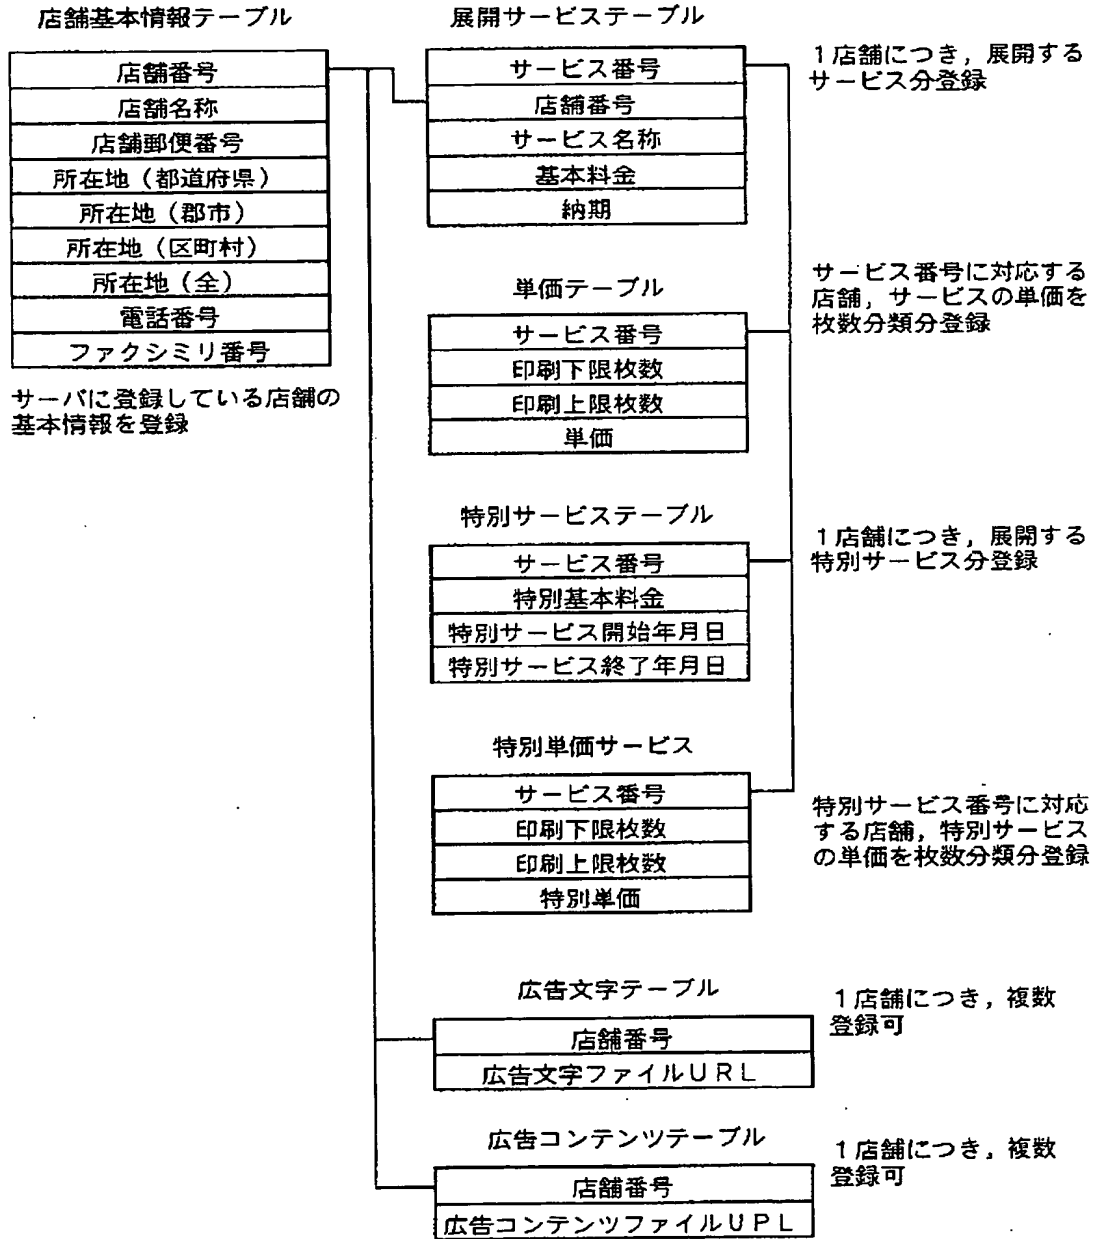 店舗基本情報テーブル
店舗番号
店舗名称
店舗郵便番号
所在地（都道府県）
所在地（郡市）
所在地（区町村）
所在地（全）
電話番号
ファクシミリ番号
サーバに登録している店舗の
基本情報を登録
展開サービステーブル
サービス番号
店舗番号
サービス名称
基本料金
納期
1店舗につき，展開する
サービス分登録
単価テーブル
サービス番号
印刷下限枚数
印刷上限枚数
単価
サービス番号に対応する
店舗，サービスの単価を
枚数分類分登録
特別サービステーブル
サービス番号
特別基本料金
特別サービス開始年月日
特別サービス終了年月日
1店舗につき，展開する
特別サービス分登録
特別単価サービス
サービス番号
印刷下限枚数
印刷上限枚数
特別単価
特別サービス番号に対応
する店舗，特別サービス
の単価を枚数分類分登録
広告文字テーブル
店舗番号
広告文字ファイルURL
1店舗につき，複数
登録可
広告コンテンツテーブル
店舗番号
広告コンテンツファイルUPL
1店舗につき，複数
登録可